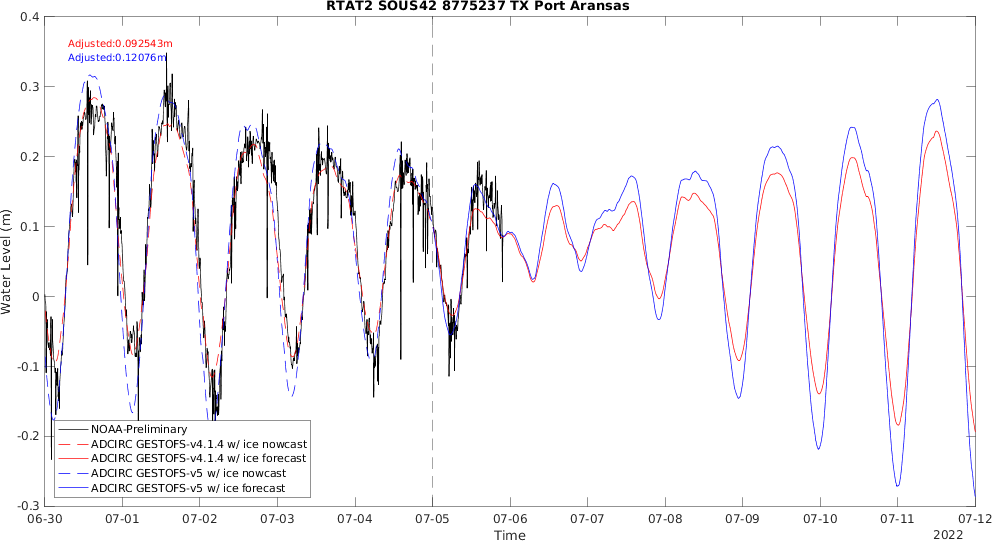 RTAT2 SOUS42 8775237 TX Port Aransas
Adjusted:0.092543m
Adjusted:0.12076m
Water Level (m)
0.4
0.3
0.2
0.1
0
-0.1
-0.2
-0.3
NOAA-Preliminary
ADCIRC GESTOFS-v4.1.4 w/ ice nowcast
ADCIRC GESTOFS-v4.1.4 w/ ice forecast
ADCIRC GESTOFS-v5 w/ ice nowcast
ADCIRC GESTOFS-v5 w/ ice forecast
06-30 07-01 07-02 07-03 07-04 07-05 07-06 07-07 07-08 07-09 07-10 07-11 07-12
Time
2022